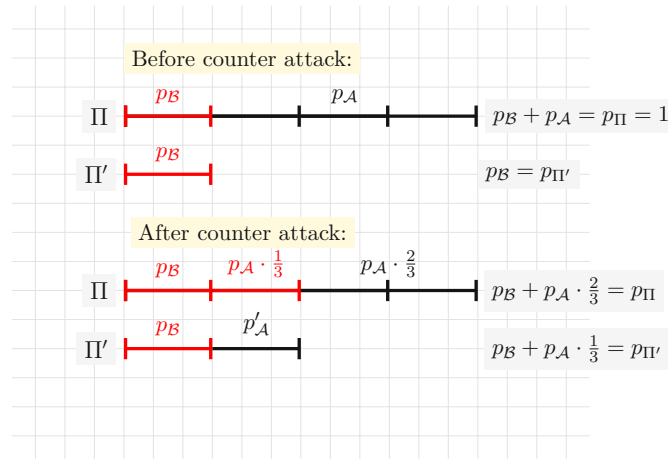 Before counter attack:
p_ℬ p_𝒜
Π p_ℬ + p_𝒜 = p_Π = 1
p_ℬ
Π′ p_ℬ = p_Π′
After counter attack:
p_ℬ p_𝒜 · 1/3 p_𝒜 · 2/3
Π p_ℬ + p_𝒜 · 2/3 = p_Π
p_ℬ p′_𝒜
Π′ p_ℬ + p_𝒜 · 1/3 = p_Π′